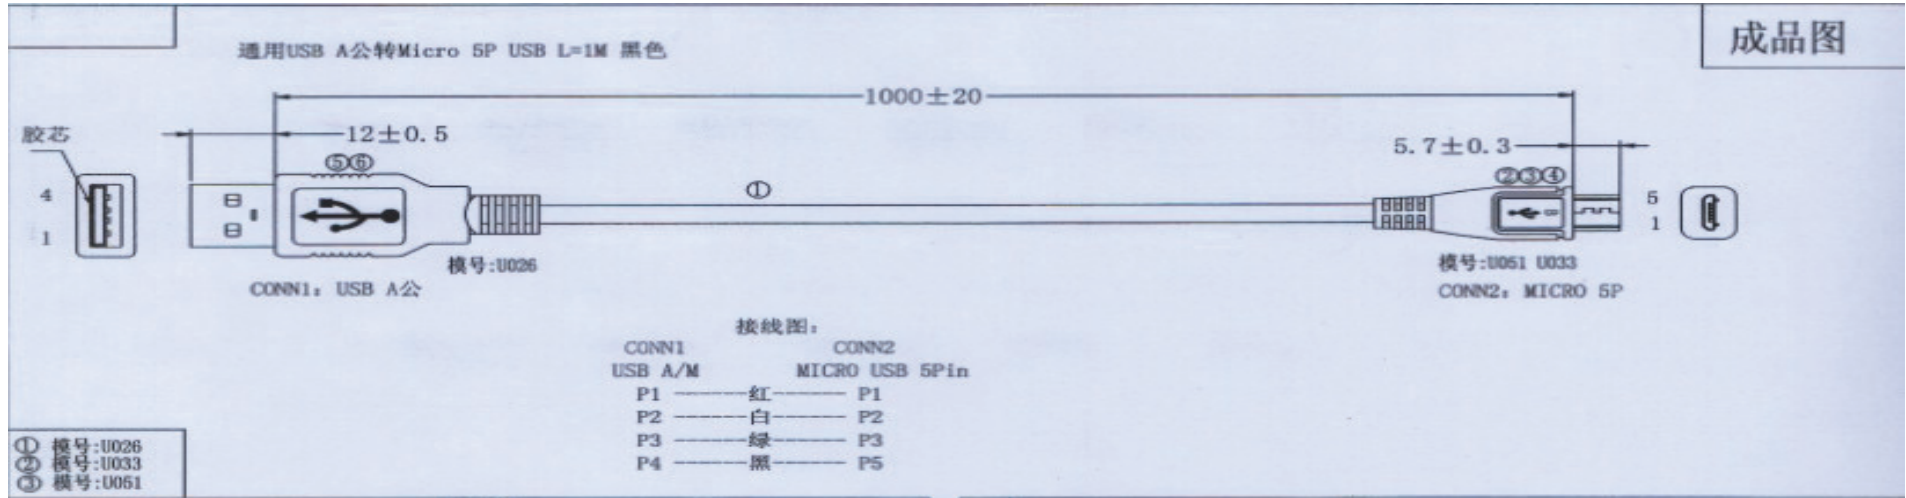 通用USB A公转Micro 5P USB L=1M 黑色
成品图
1000±20
胶芯
12±0.5
5.7±0.3
⑤⑥
①
②③④
4
1
5
1
模号:U026
模号:U051 U033
CONN1: USB A公
CONN2: MICRO 5P
接线图:
CONN1 CONN2
USB A/M MICRO USB 5Pin
P1 红 P1
P2 白 P2
P3 绿 P3
P4 黑 P5
① 模号:U026
② 模号:U033
③ 模号:U051